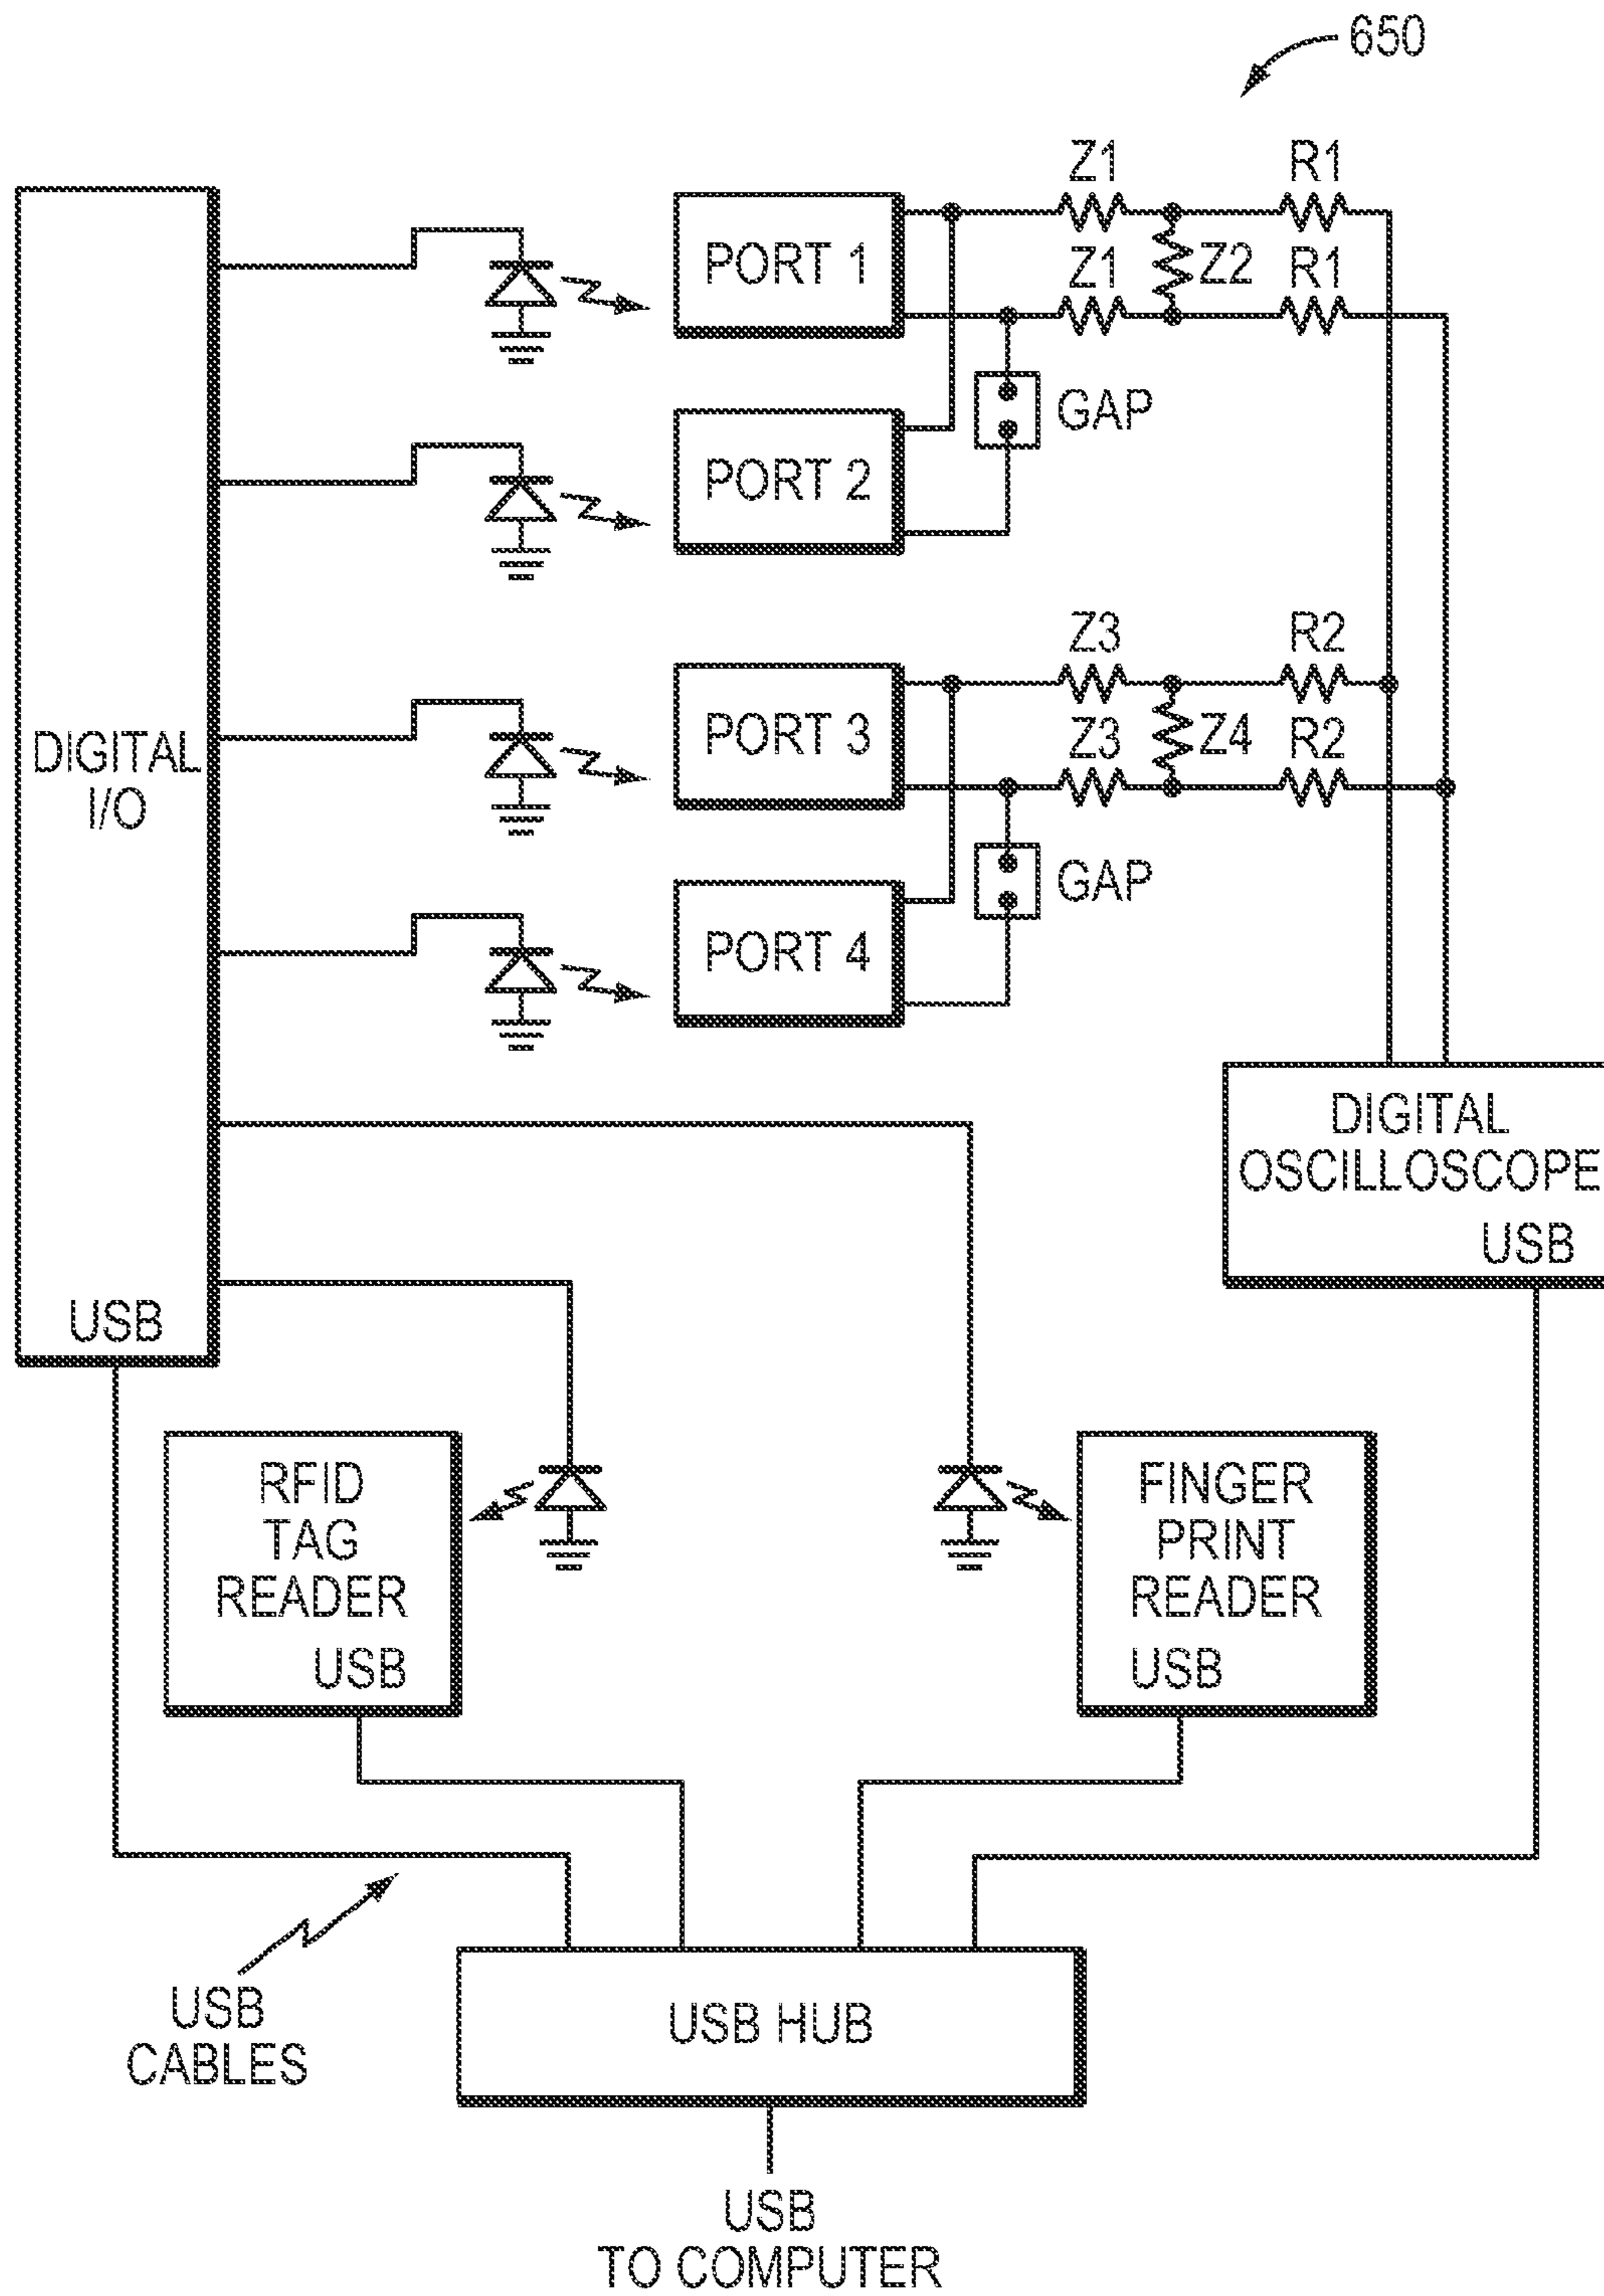 650
Z1
R1
PORT 1
Z1
Z2
R1
GAP
PORT 2
Z3
R2
DIGITAL
I/O
PORT 3
Z3
Z4
R2
GAP
PORT 4
DIGITAL
OSCILLOSCOPE
USB
USB
RFID
TAG
READER
USB
FINGER
PRINT
READER
USB
USB
CABLES
USB HUB
USB
TO COMPUTER